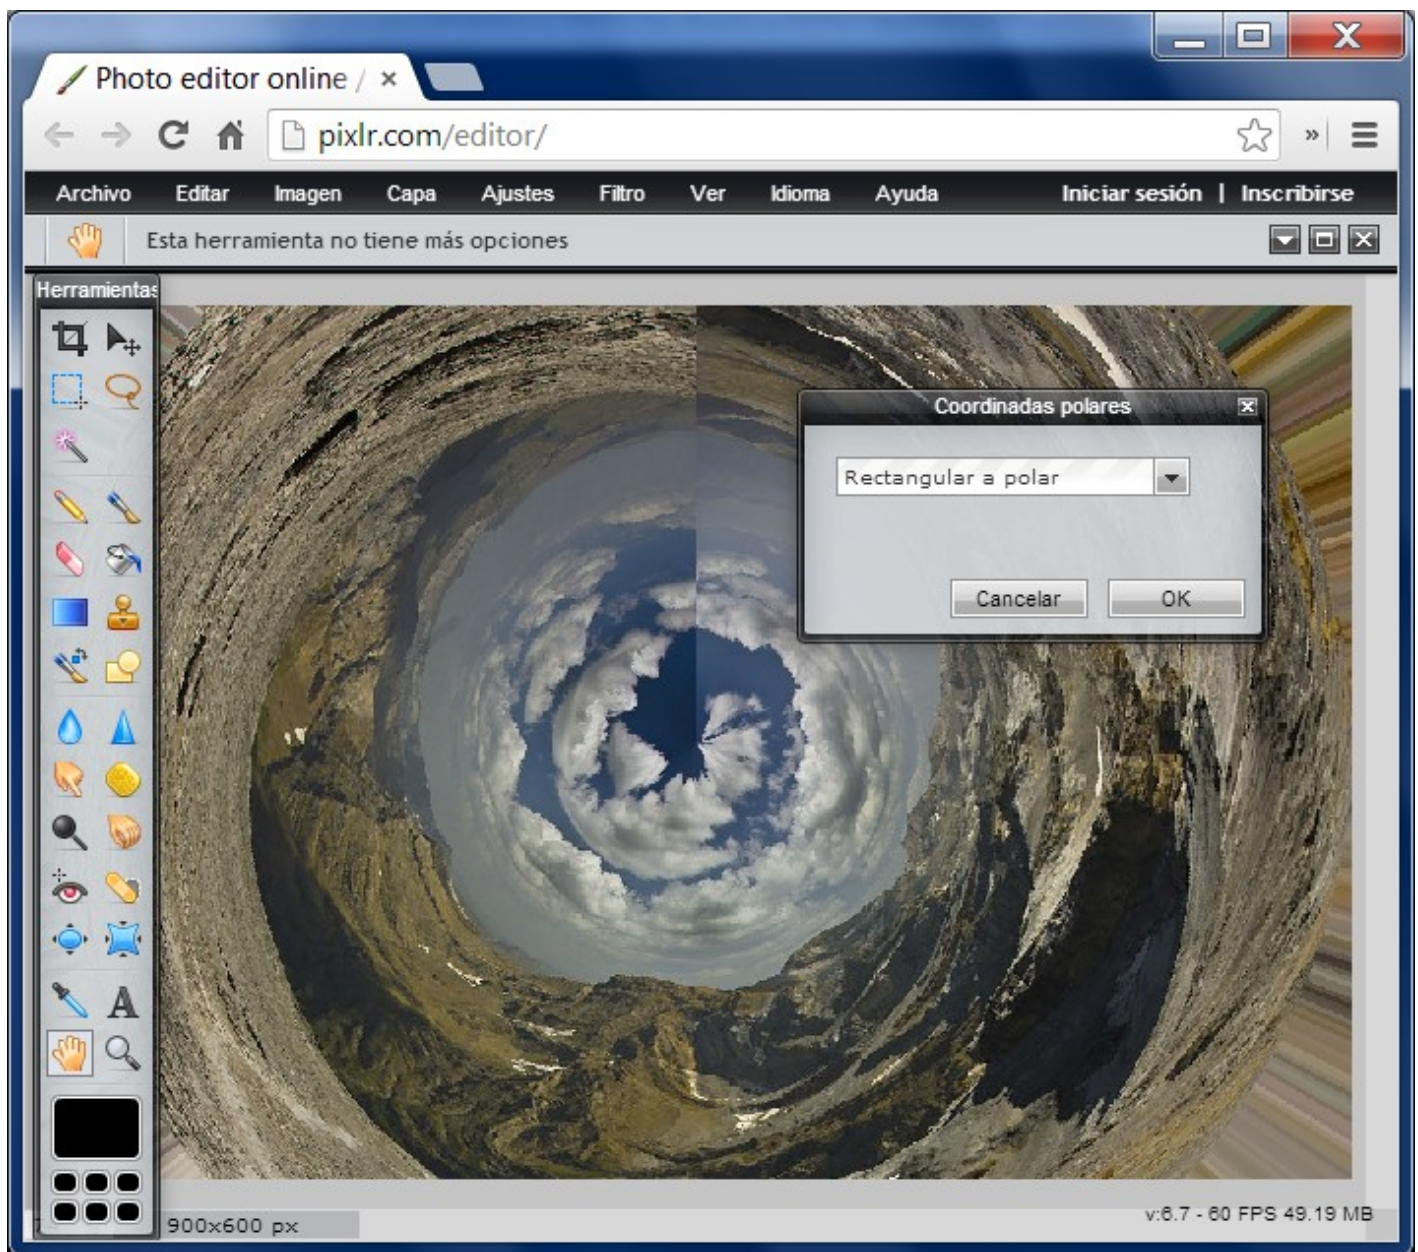 Photo editor online /
pixlr.com/editor/
Archivo Editar Imagen Capa Ajustes Filtro Ver Idioma Ayuda Iniciar sesión | Inscribirse
Esta herramienta no tiene más opciones
Herramientas
Coordinadas polares
Rectangular a polar
Cancelar OK
A
900x600 px
v:6.7 - 60 FPS 49.19 MB